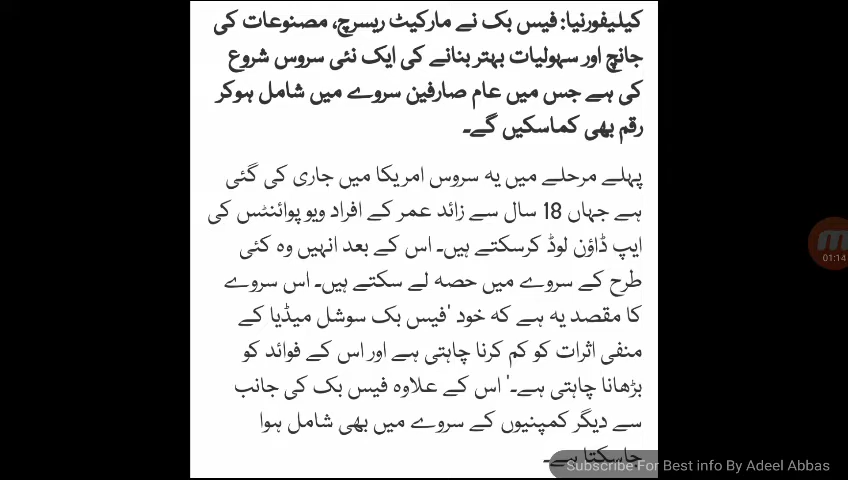 کیلیفورنیا: فیس بک نے مارکیٹ ریسرچ، مصنوعات کی
جانچ اور سہولیات بہتر بنانے کی ایک نئی سروس شروع
کی ہے جس میں عام صارفین سروے میں شامل ہوکر
رقم بھی کماسکیں گے۔
پہلے مرحلے میں یہ سروس امریکا میں جاری کی گئی
ہے جہاں 18 سال سے زائد عمر کے افراد ویو پوائنٹس کی
ایپ ڈاؤن لوڈ کرسکتے ہیں۔ اس کے بعد انہیں وہ کئی
طرح کے سروے میں حصہ لے سکتے ہیں۔ اس سروے
کا مقصد یہ ہے کہ خود 'فیس بک سوشل میڈیا کے
منفی اثرات کو کم کرنا چاہتی ہے اور اس کے فوائد کو
بڑھانا چاہتی ہے۔' اس کے علاوہ فیس بک کی جانب
سے دیگر کمپنیوں کے سروے میں بھی شامل ہوا
جاسکتا ہے۔
Subscribe For Best info By Adeel Abbas
01:14